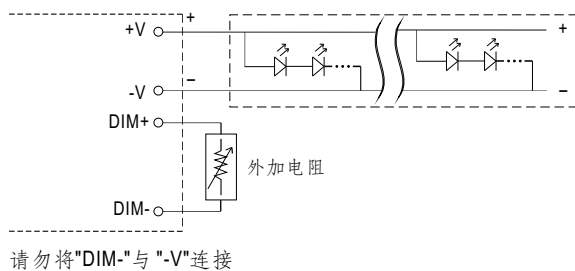 +V
+
+
-V
−
−
DIM+
外加电阻
DIM-
请勿将"DIM-"与 "-V"连接